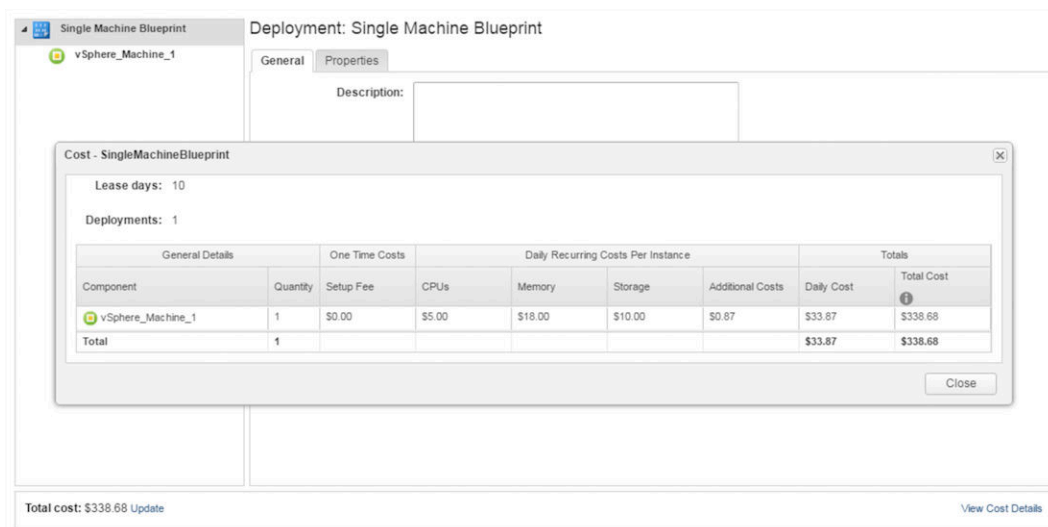 Single Machine Blueprint
vSphere_Machine_1
Deployment: Single Machine Blueprint
General Properties
Description:
Cost - SingleMachineBlueprint
Lease days: 10
Deployments: 1
General Details One Time Costs Daily Recurring Costs Per Instance Totals
Component Quantity Setup Fee CPUs Memory Storage Additional Costs Daily Cost Total Cost
vSphere_Machine_1 1 $0.00 $5.00 $18.00 $10.00 $0.87 $33.87 $338.68
Total 1 $33.87 $338.68
Close
Total cost: $338.68 Update View Cost Details